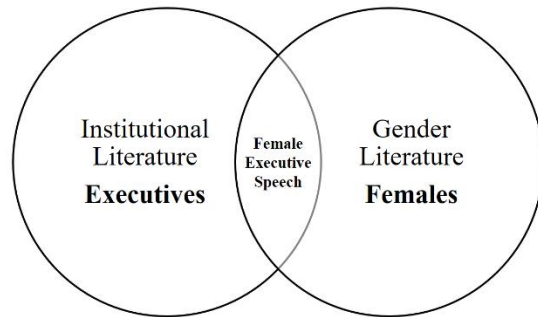 Institutional
Literature
Executives
Female
Executive
Speech
Gender
Literature
Females